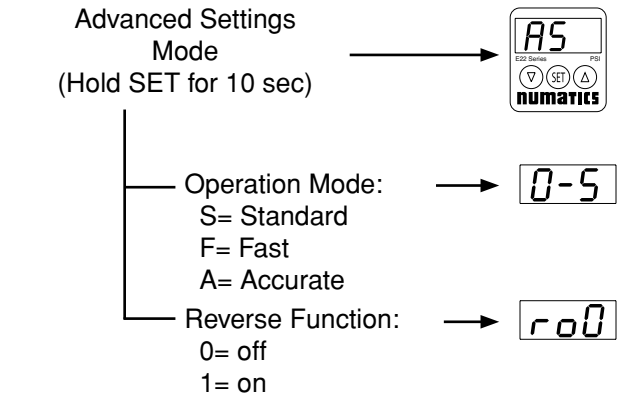 Advanced Settings
Mode
(Hold SET for 10 sec)
AS
E22 Series PSI
SET
numatics
Operation Mode:
0-S
S= Standard
F= Fast
A= Accurate
Reverse Function:
ro0
0= off
1= on